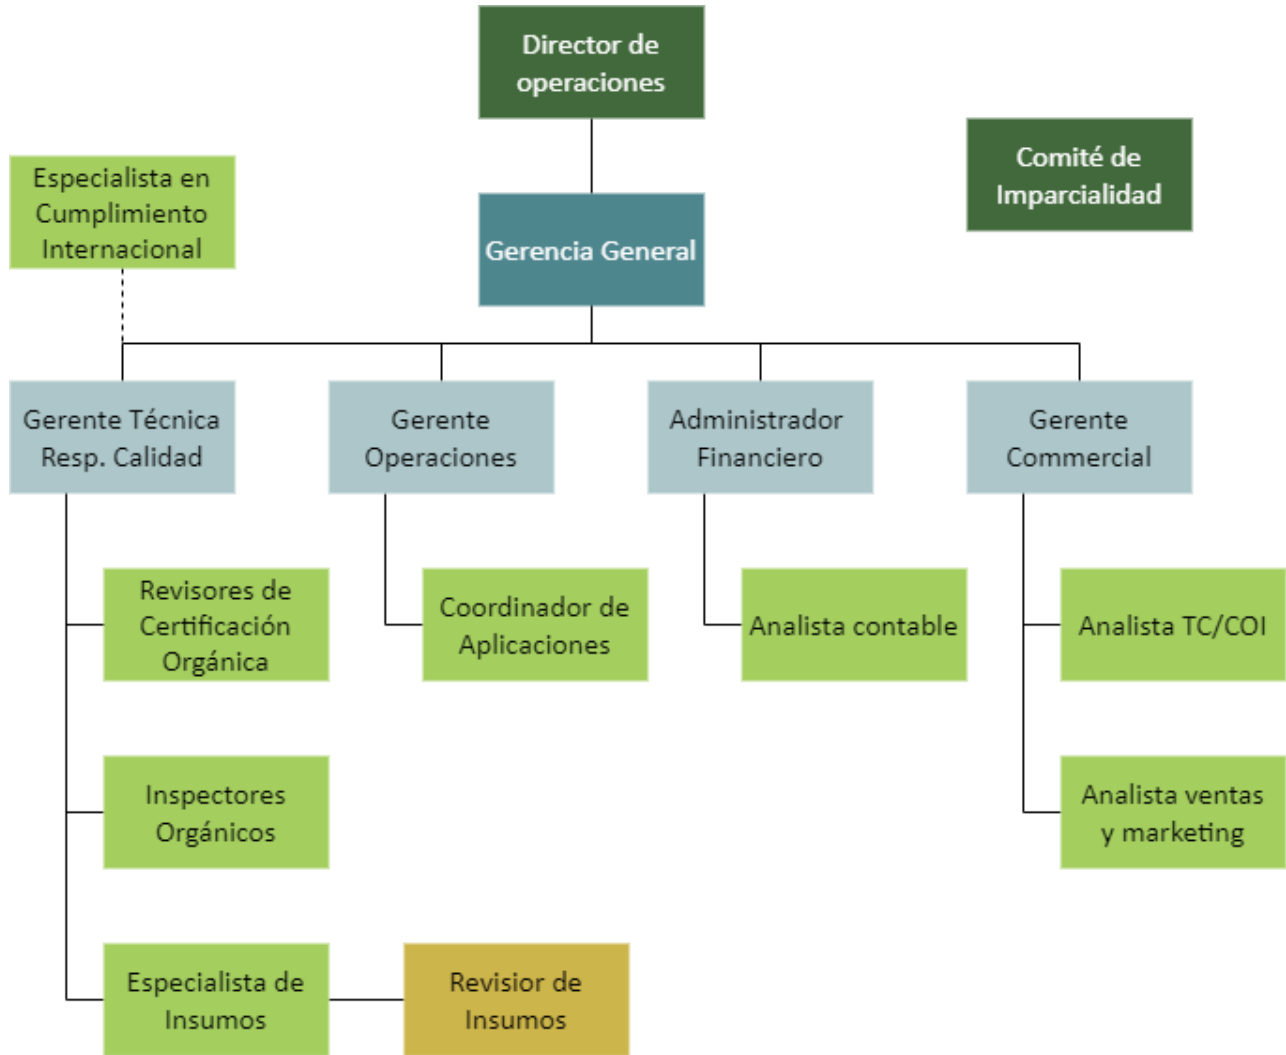 Director de
operaciones
Comité de
Imparcialidad
Especialista en
Cumplimiento
Internacional
Gerencia General
Gerente Técnica
Resp. Calidad
Gerente
Operaciones
Administrador
Financiero
Gerente
Commercial
Revisores de
Certificación
Orgánica
Coordinador de
Aplicaciones
Analista contable
Analista TC/COI
Inspectores
Orgánicos
Analista ventas
y marketing
Especialista de
Insumos
Revisior de
Insumos